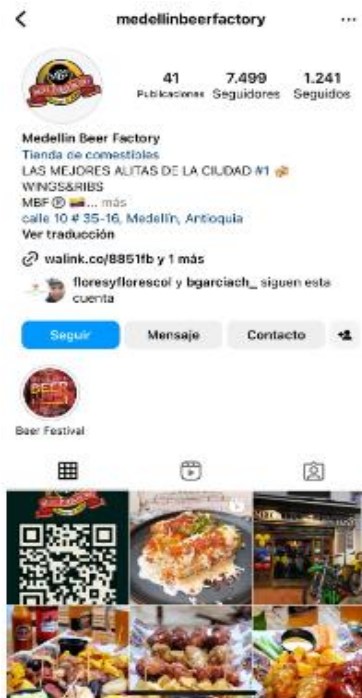 medellinbeerfactory
41 7.499 1.241
Publicaciones Seguidores Seguidos
Medellin Beer Factory
Tienda de comestibles
LAS MEJORES ALITAS DE LA CIUDAD #1
WINGS&RIBS
MBF ® ... más
calle 10 # 35-16, Medellín, Antioquia
Ver traducción
walink.co/8851fb y 1 más
floresyflorescol y bgarciach_ siguen esta
cuenta
Seguir Mensaje Contacto
BEER
Beer Festival